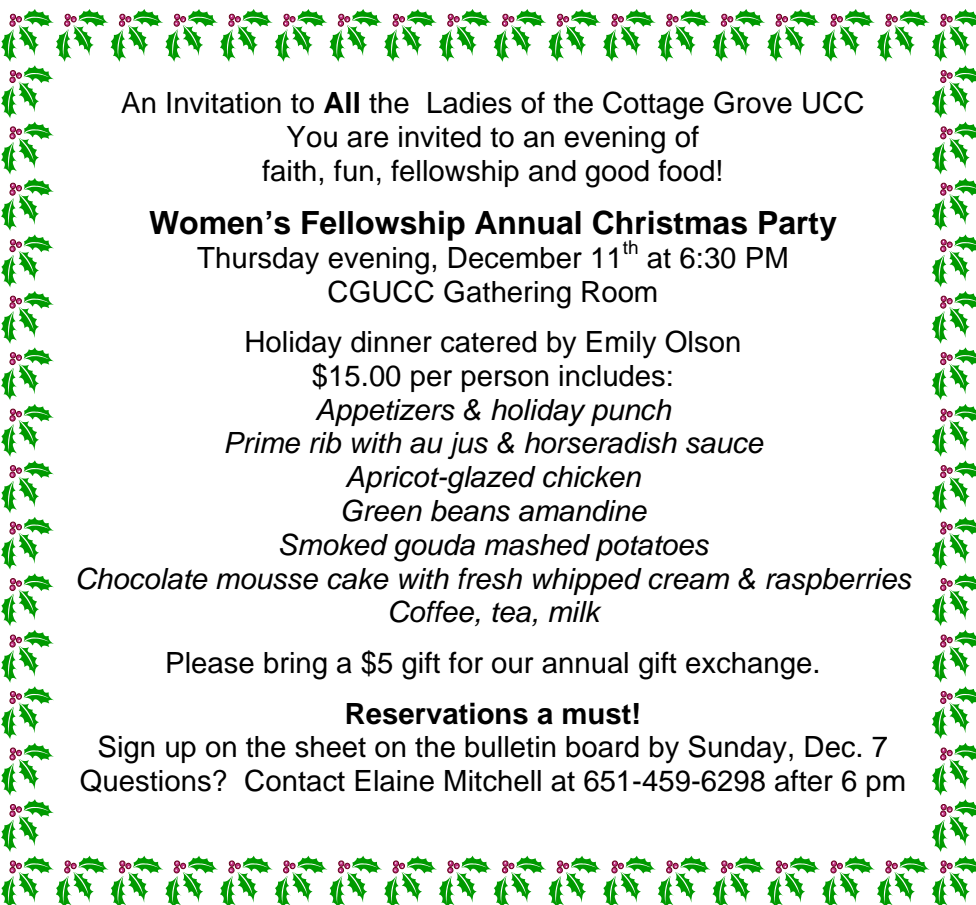 An Invitation to All the  Ladies of the Cottage Grove UCC
You are invited to an evening of
faith, fun, fellowship and good food!
Women’s Fellowship Annual Christmas Party
Thursday evening, December 11th at 6:30 PM
CGUCC Gathering Room
Holiday dinner catered by Emily Olson
$15.00 per person includes:
Appetizers & holiday punch
Prime rib with au jus & horseradish sauce
Apricot-glazed chicken
Green beans amandine
Smoked gouda mashed potatoes
Chocolate mousse cake with fresh whipped cream & raspberries
Coffee, tea, milk
Please bring a $5 gift for our annual gift exchange.
Reservations a must!
Sign up on the sheet on the bulletin board by Sunday, Dec. 7
Questions?  Contact Elaine Mitchell at 651-459-6298 after 6 pm